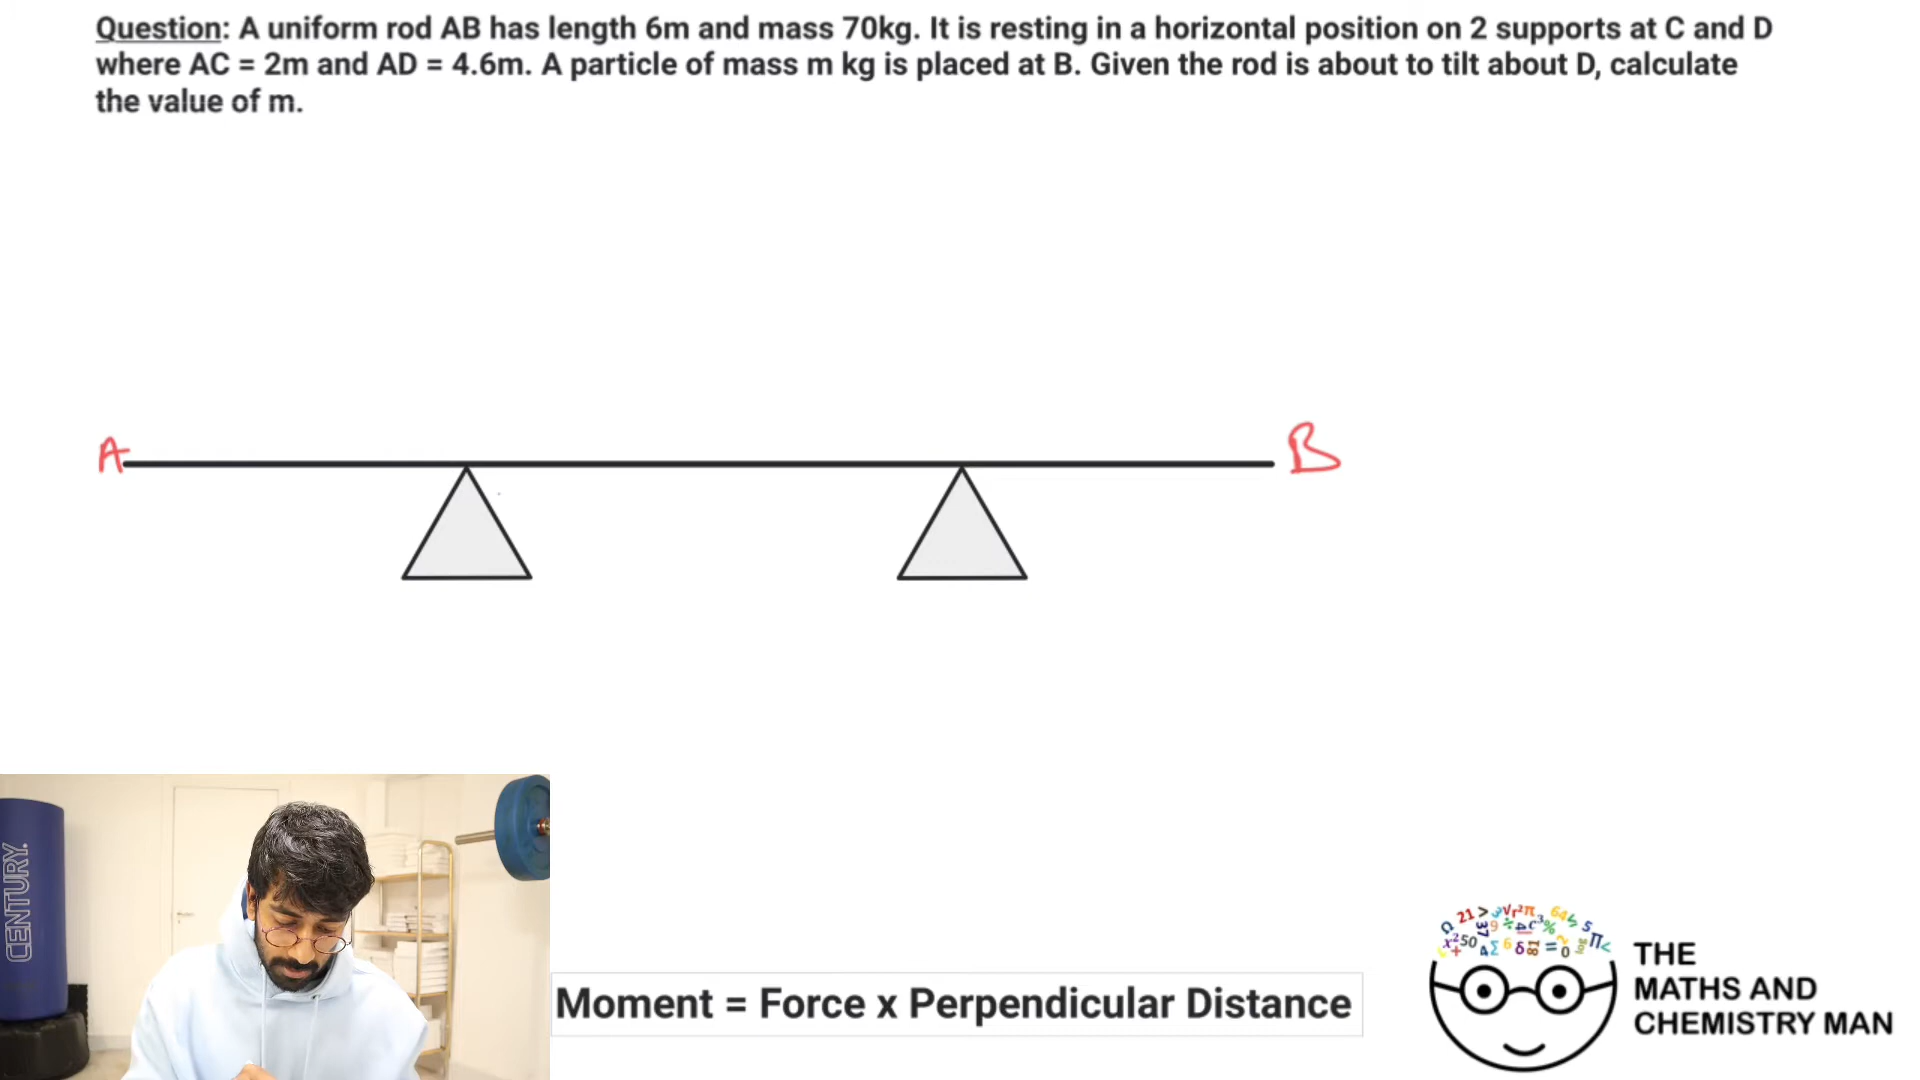 Question: A uniform rod AB has length 6m and mass 70kg. It is resting in a horizontal position on 2 supports at C and D
where AC = 2m and AD = 4.6m. A particle of mass m kg is placed at B. Given the rod is about to tilt about D, calculate
the value of m.
A
B
CENTURY.
Moment = Force x Perpendicular Distance
THE
MATHS AND
CHEMISTRY MAN